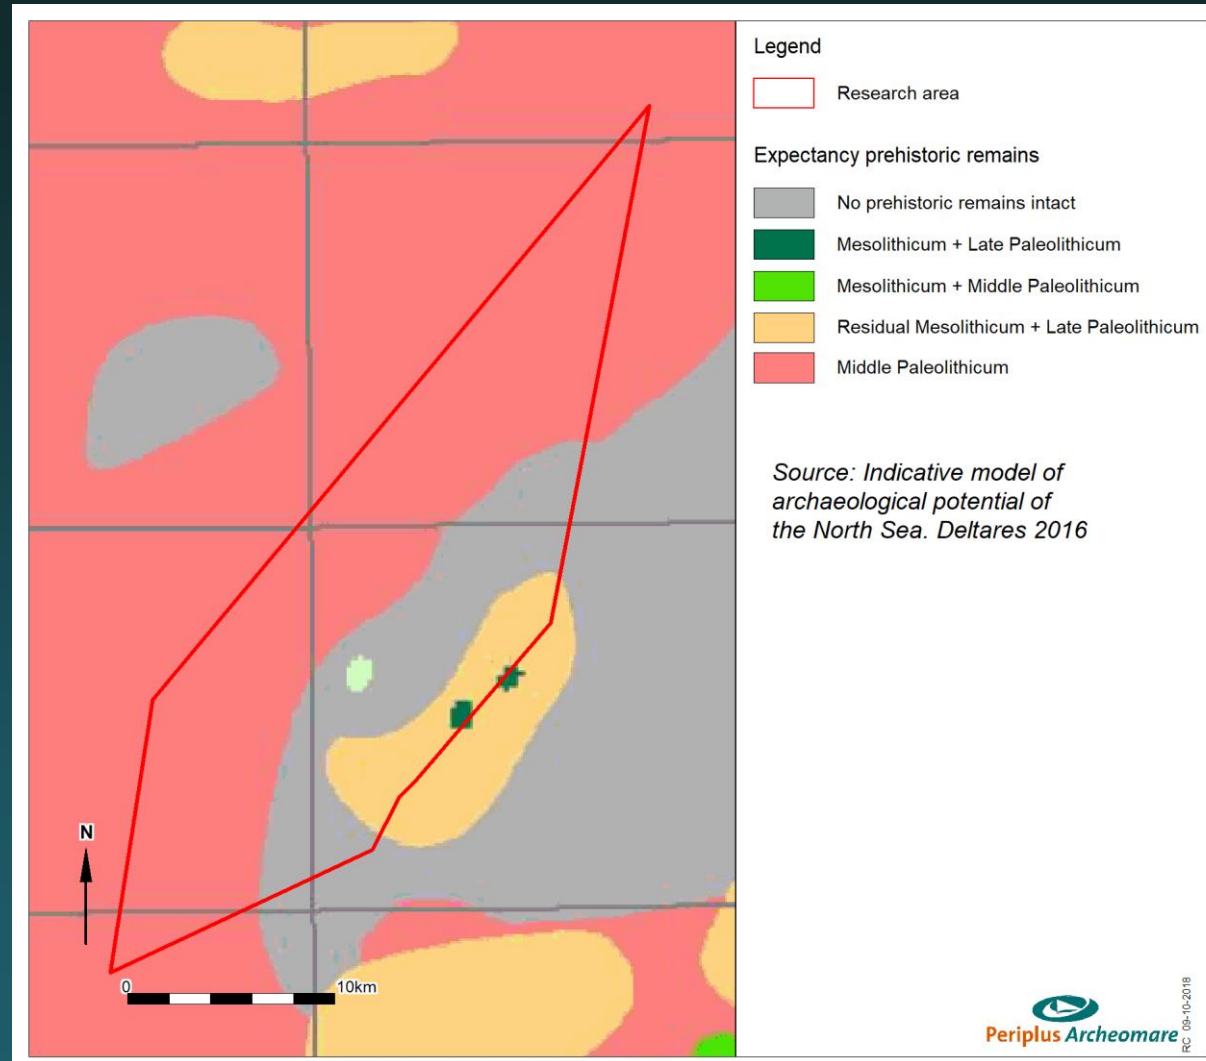 Legend
Research area
Expectancy prehistoric remains
No prehistoric remains intact
Mesolithicum + Late Paleolithicum
Mesolithicum + Middle Paleolithicum
Residual Mesolithicum + Late Paleolithicum
Middle Paleolithicum
Source: Indicative model of
archaeological potential of
the North Sea. Deltares 2016
N
0 10km
Periplus Archeomare
RC 09-10-2018